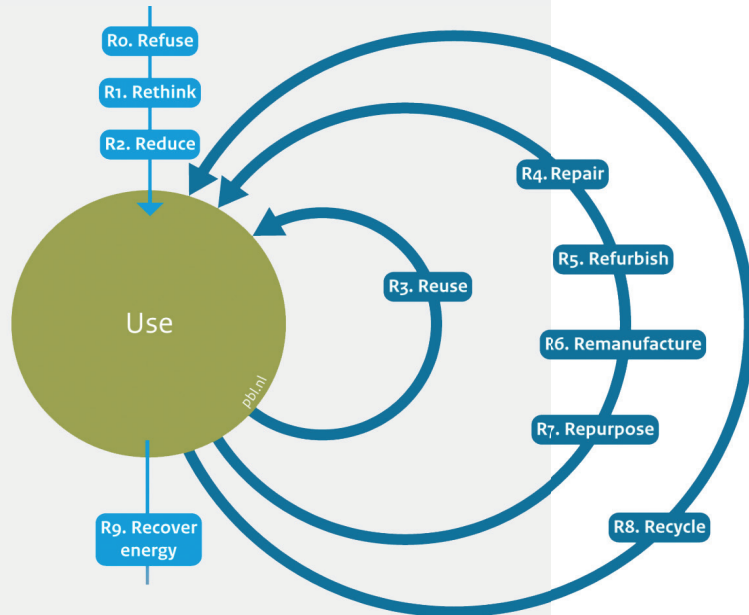 R0. Refuse
R1. Rethink
R2. Reduce
R4. Repair
R5. Refurbish
R3. Reuse
Use
R6. Remanufacture
pbl.nl
R7. Repurpose
R8. Recycle
R9. Recover
energy